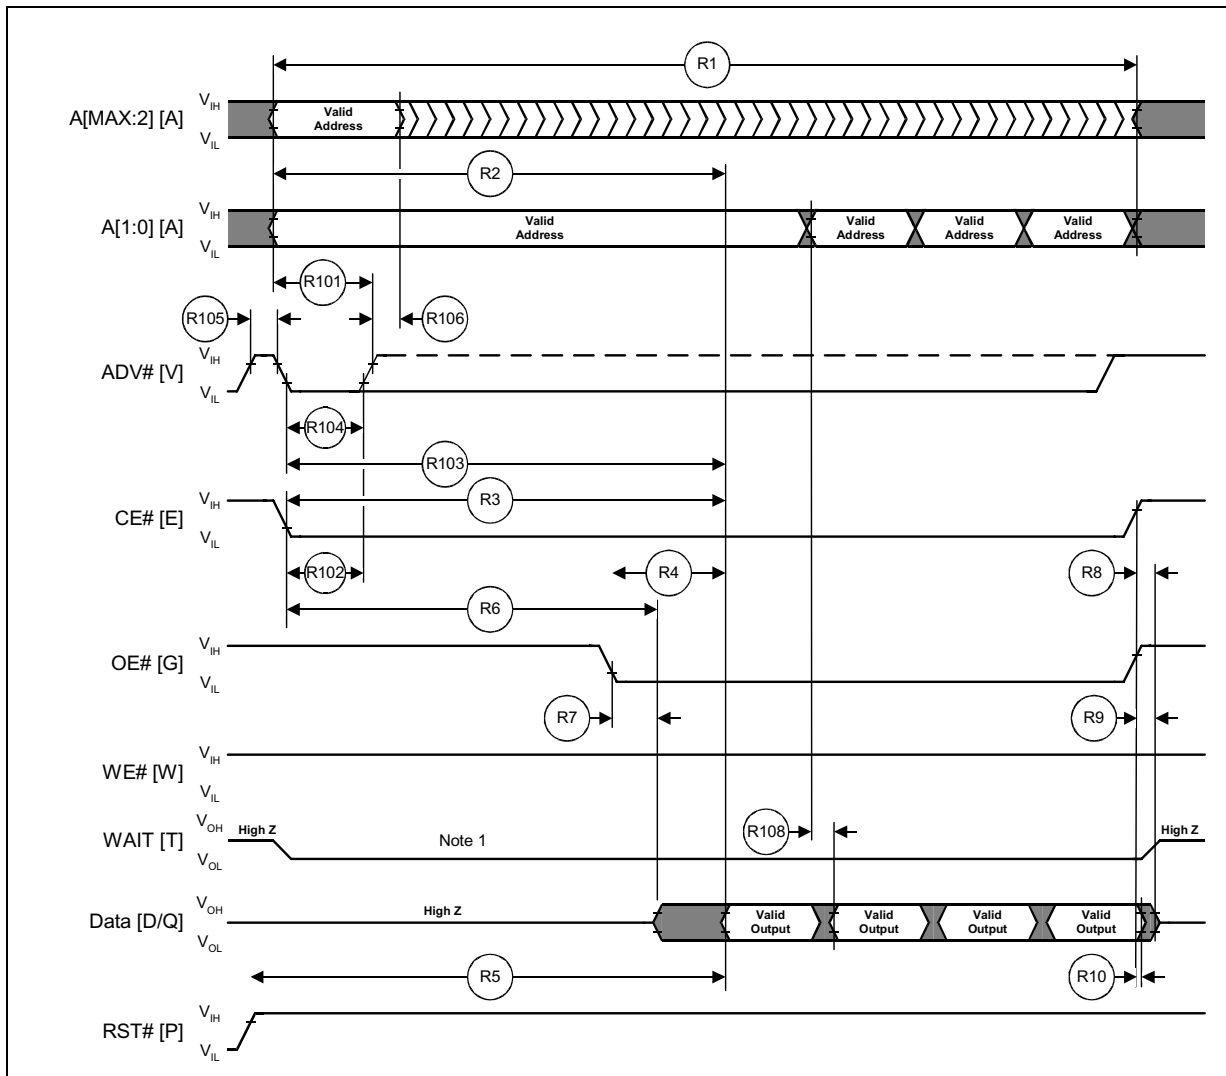 R1
V_IH
A[MAX:2] [A]
Valid
Address
V_IL
R2
V_IH
A[1:0] [A]
Valid
Address
Valid
Address
Valid
Address
Valid
Address
V_IL
R101
R105
R106
V_IH
ADV# [V]
V_IL
R104
R103
V_IH
R3
CE# [E]
V_IL
R102
R4
R8
R6
V_IH
OE# [G]
V_IL
R7
R9
V_IH
WE# [W]
V_IL
V_OH
High Z
WAIT [T]
Note 1
R108
High Z
V_OL
V_OH
High Z
Data [D/Q]
Valid
Output
Valid
Output
Valid
Output
Valid
Output
V_OL
R5
R10
V_IH
RST# [P]
V_IL